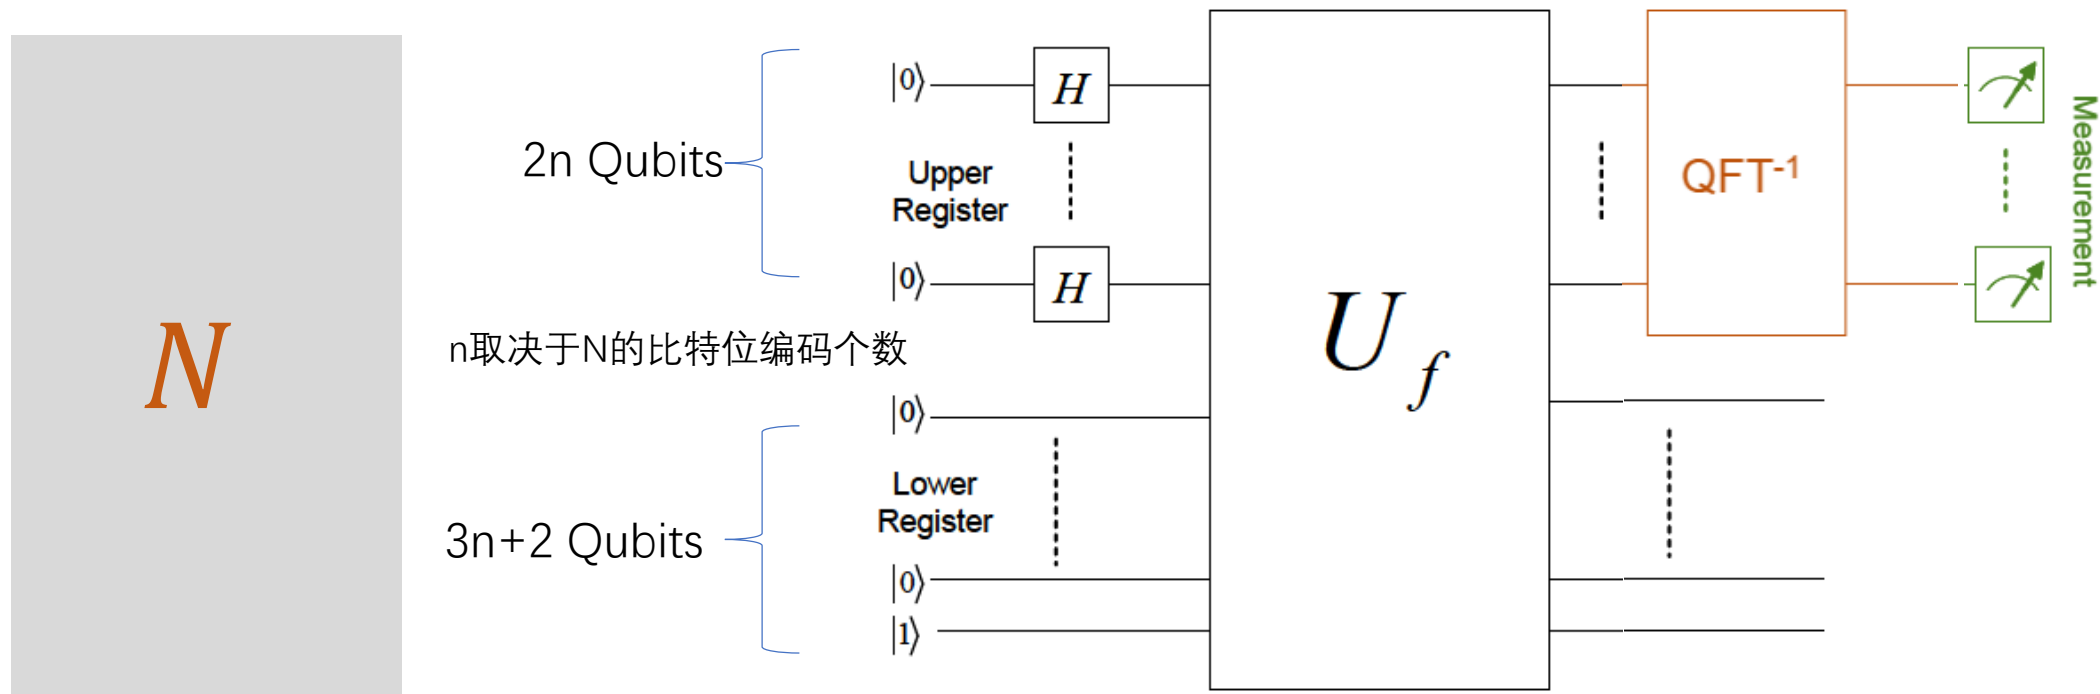 N
2n Qubits
|0⟩
H
Upper
Register
|0⟩
H
n取决于N的比特位编码个数
3n+2 Qubits
|0⟩
Lower
Register
|0⟩
|1⟩
U_f
QFT⁻¹
Measurement